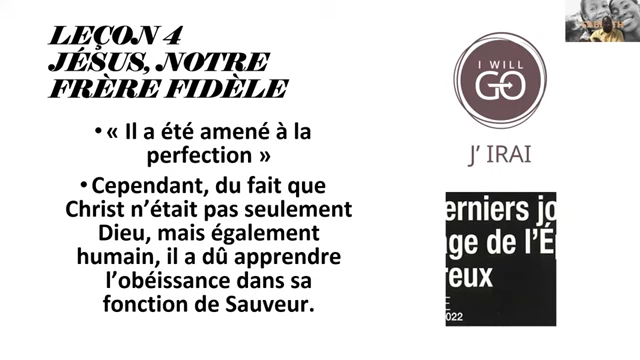 LEÇON 4
JÉSUS, NOTRE
FRÈRE FIDÈLE
• « Il a été amené à la
perfection »
• Cependant, du fait que
Christ n’était pas seulement
Dieu, mais également
humain, il a dû apprendre
l’obéissance dans sa
fonction de Sauveur.
I WILL
GO
J’ IRAI
erniers jo
ge de l’É
reux
022